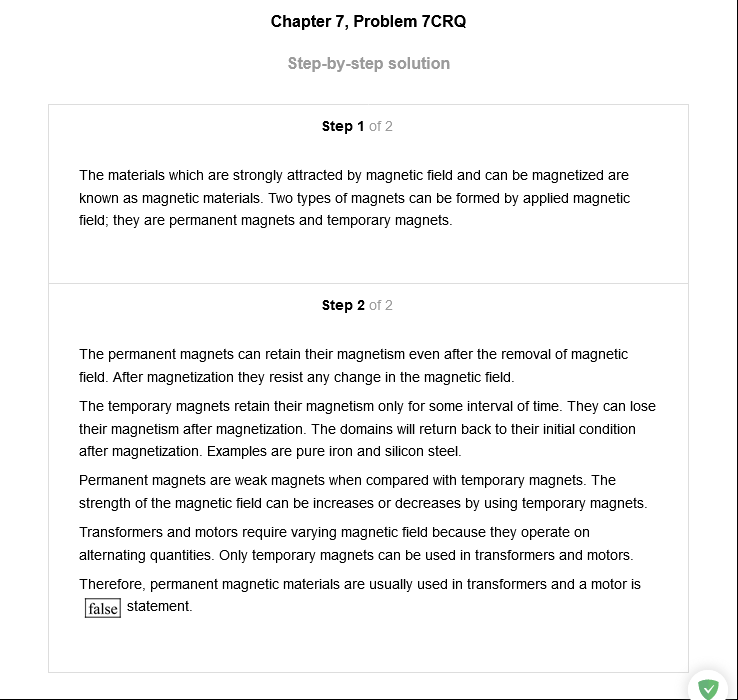 Chapter 7, Problem 7CRQ
Step-by-step solution
Step 1 of 2
The materials which are strongly attracted by magnetic field and can be magnetized are
known as magnetic materials. Two types of magnets can be formed by applied magnetic
field; they are permanent magnets and temporary magnets.
Step 2 of 2
The permanent magnets can retain their magnetism even after the removal of magnetic
field. After magnetization they resist any change in the magnetic field.
The temporary magnets retain their magnetism only for some interval of time. They can lose
their magnetism after magnetization. The domains will return back to their initial condition
after magnetization. Examples are pure iron and silicon steel.
Permanent magnets are weak magnets when compared with temporary magnets. The
strength of the magnetic field can be increases or decreases by using temporary magnets.
Transformers and motors require varying magnetic field because they operate on
alternating quantities. Only temporary magnets can be used in transformers and motors.
Therefore, permanent magnetic materials are usually used in transformers and a motor is
false statement.